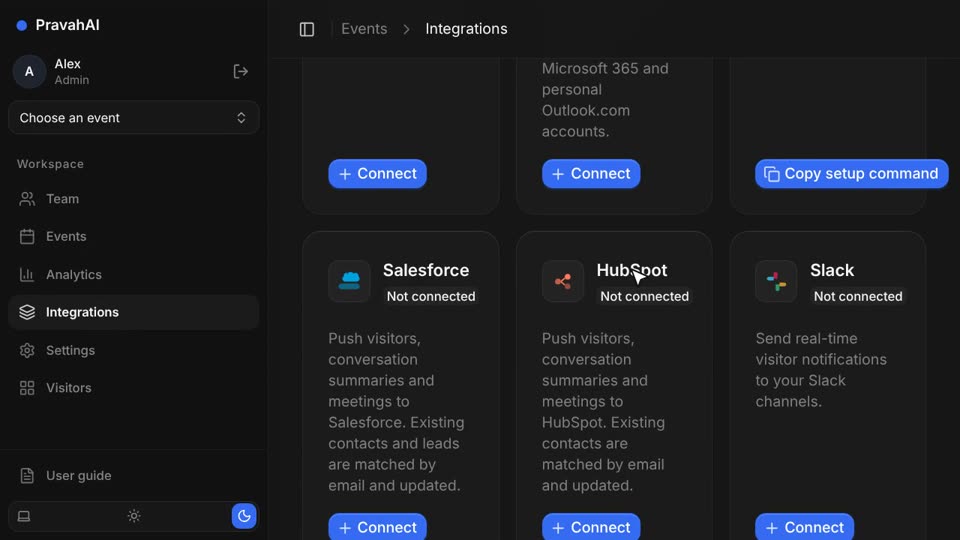 PravahAI
A
Alex
Admin
Choose an event
Workspace
Team
Events
Analytics
Integrations
Settings
Visitors
User guide
Events > Integrations
Microsoft 365 and
personal
Outlook.com
accounts.
+ Connect
+ Connect
Copy setup command
Salesforce
Not connected
Push visitors,
conversation
summaries and
meetings to
Salesforce. Existing
contacts and leads
are matched by
email and updated.
+ Connect
HubSpot
Not connected
Push visitors,
conversation
summaries and
meetings to
HubSpot. Existing
contacts are
matched by email
and updated.
+ Connect
Slack
Not connected
Send real-time
visitor notifications
to your Slack
channels.
+ Connect